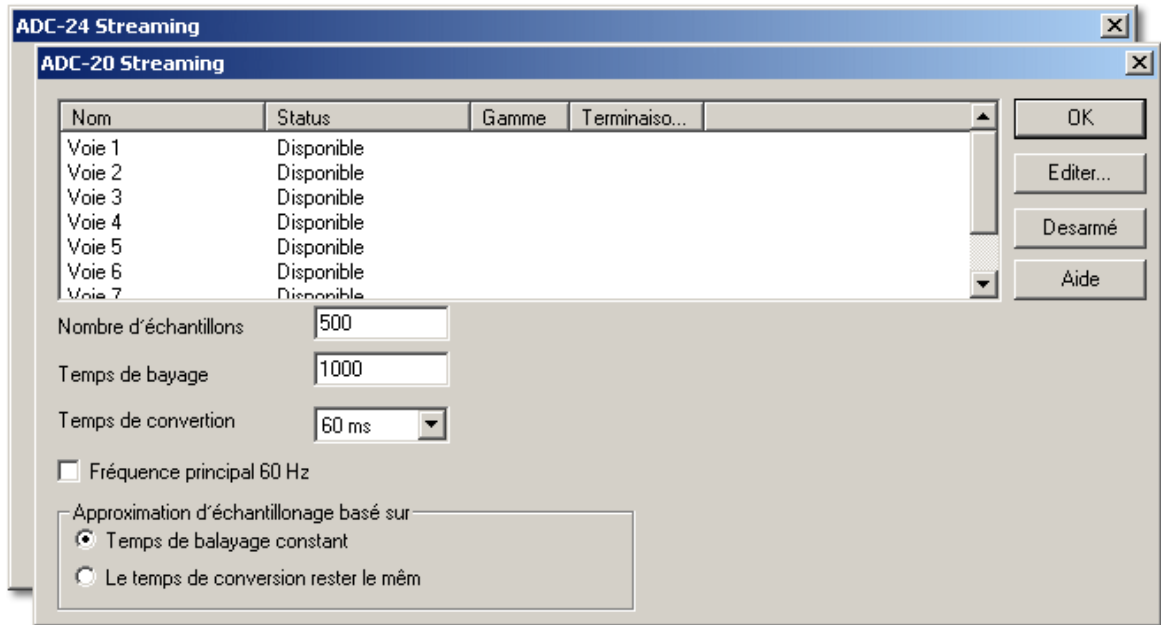 ADC-24 Streaming
ADC-20 Streaming
Nom Status Gamme Terminaiso...
Voie 1 Disponible
Voie 2 Disponible
Voie 3 Disponible
Voie 4 Disponible
Voie 5 Disponible
Voie 6 Disponible
Voie 7 Disponible
OK
Editer...
Desarmé
Aide
Nombre d´échantillons 500
Temps de bayage 1000
Temps de convertion 60 ms
Fréquence principal 60 Hz
Approximation d´échantillonage basé sur
Temps de balayage constant
Le temps de conversion rester le mêm